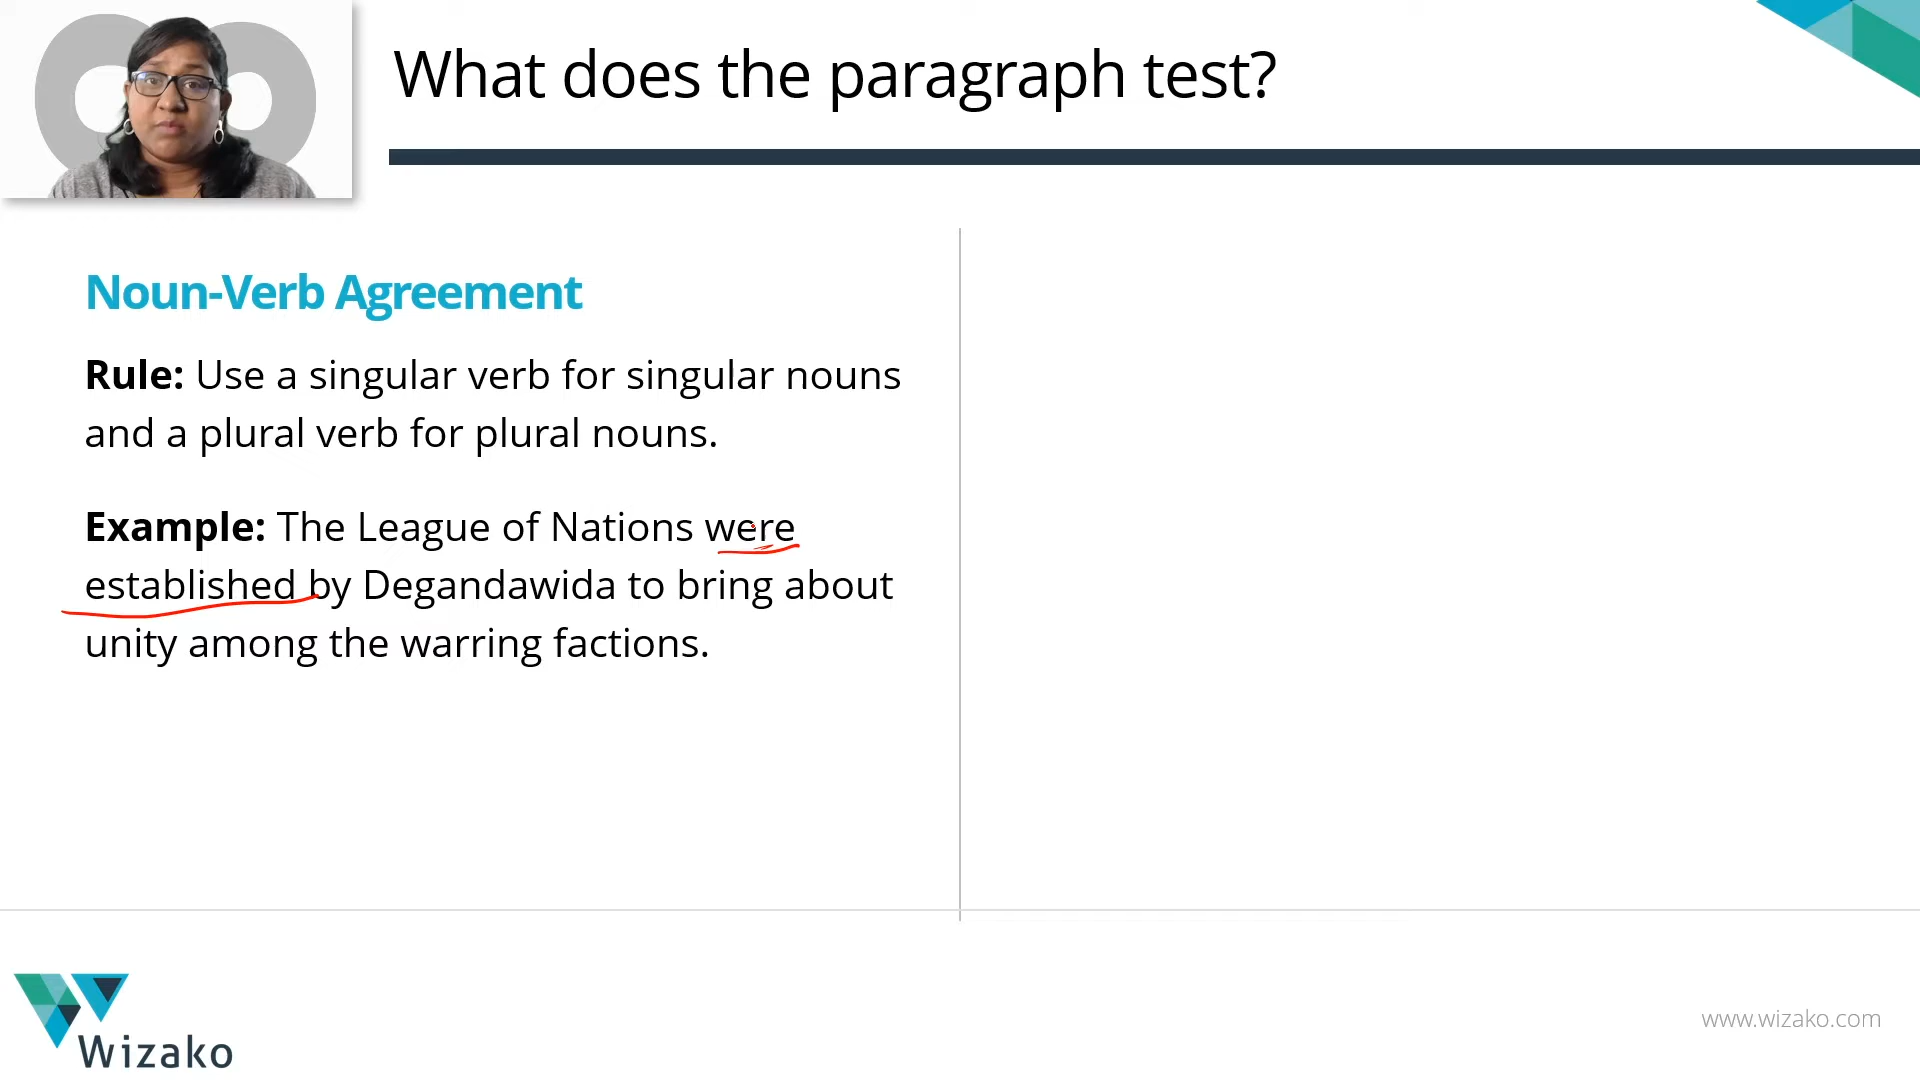 What does the paragraph test?
Noun-Verb Agreement
Rule: Use a singular verb for singular nouns
and a plural verb for plural nouns.
Example: The League of Nations were
established by Degandawida to bring about
unity among the warring factions.
Wizako
www.wizako.com